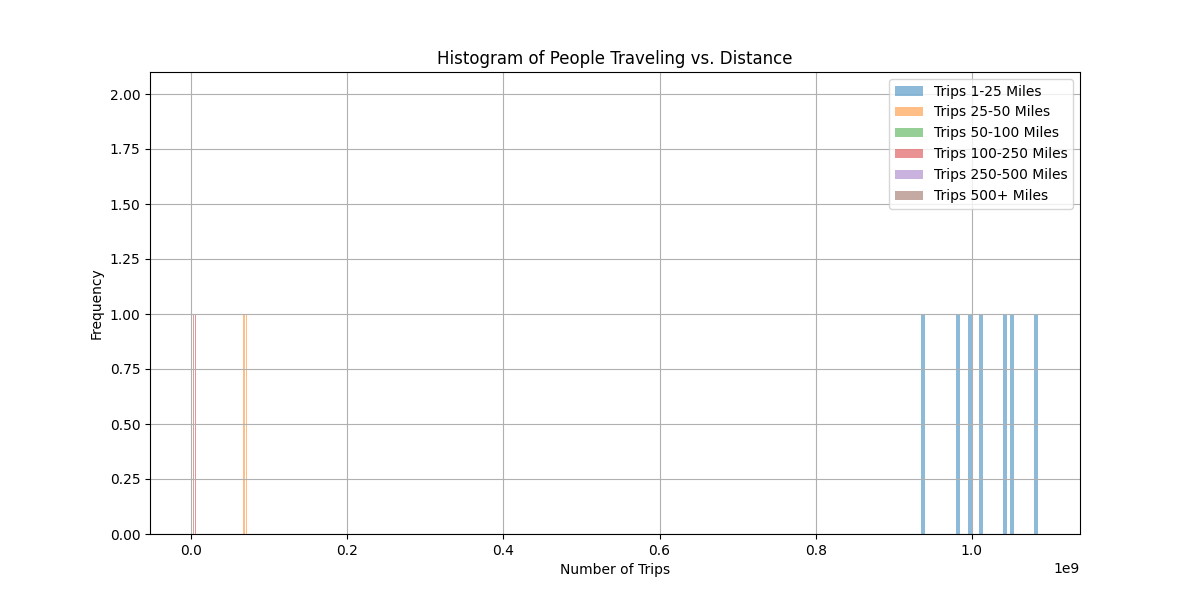 Histogram of People Traveling vs. Distance
2.00
1.75
1.50
1.25
1.00
0.75
0.50
0.25
0.00
Frequency
Trips 1-25 Miles
Trips 25-50 Miles
Trips 50-100 Miles
Trips 100-250 Miles
Trips 250-500 Miles
Trips 500+ Miles
0.0 0.2 0.4 0.6 0.8 1.0
1e9
Number of Trips